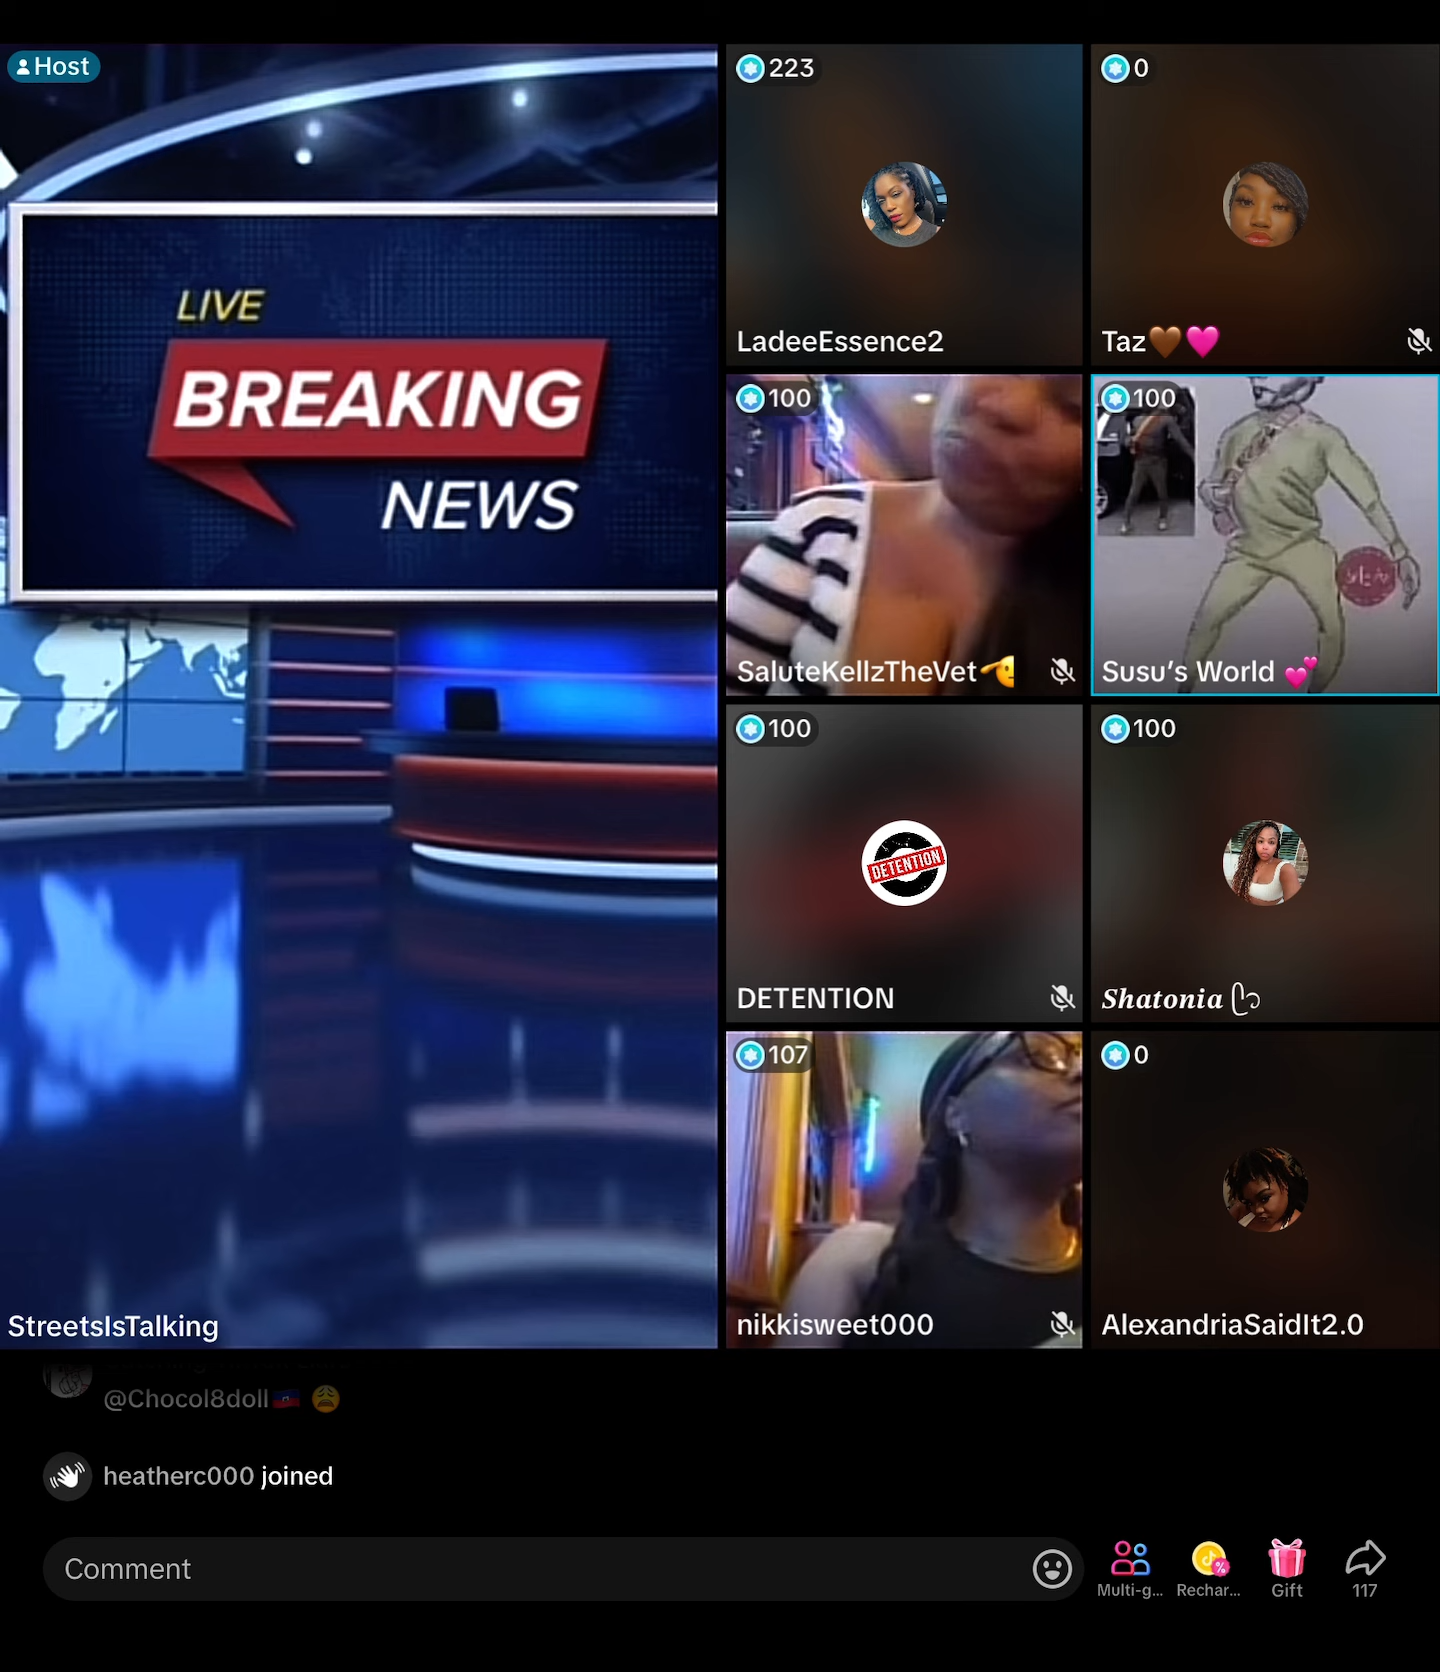 Host
LIVE
BREAKING
NEWS
StreetsIsTalking
223
LadeeEssence2
0
Taz🤎🩷
100
SaluteKellzTheVet🫡
100
Susu’s World 💕
100
DETENTION
DETENTION
100
Shatonia
107
nikkisweet000
0
AlexandriaSaidIt2.0
@Chocol8doll🇭🇹 😩
heatherc000 joined
Comment
Multi-g...
Rechar...
Gift
117